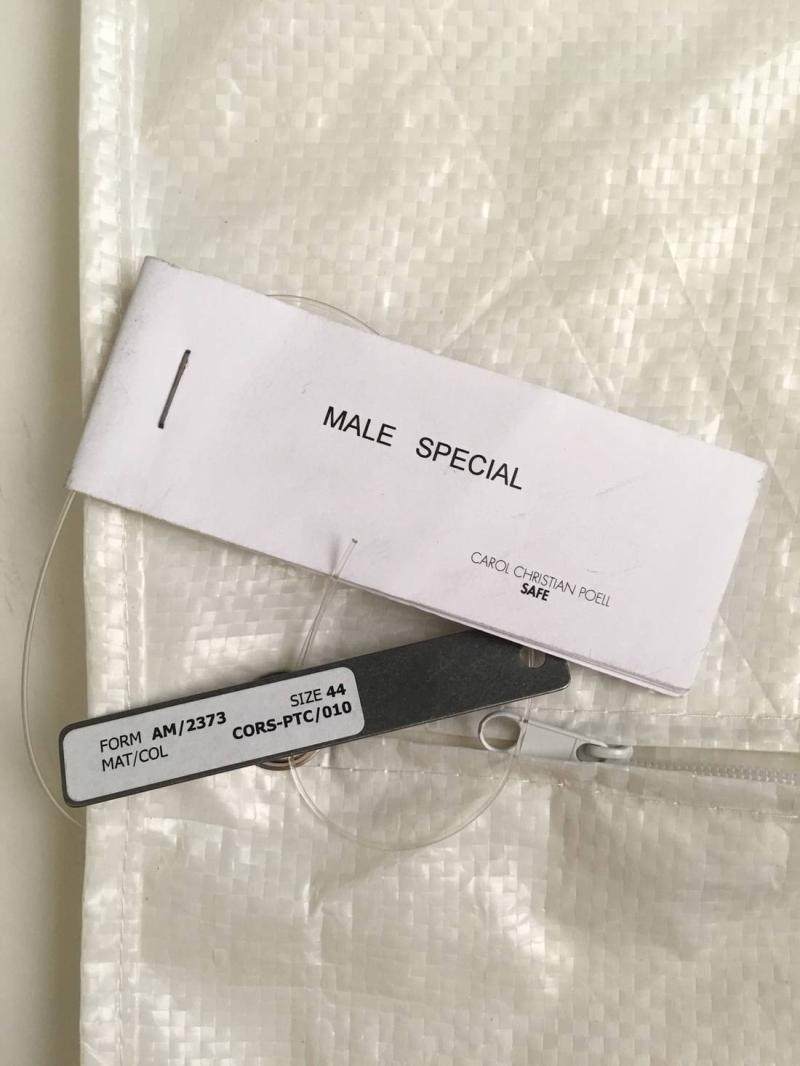 MALE SPECIAL
CAROL CHRISTIAN POELL
SAFE
SIZE 44
FORM AM/2373
CORS-PTC/010
MAT/COL